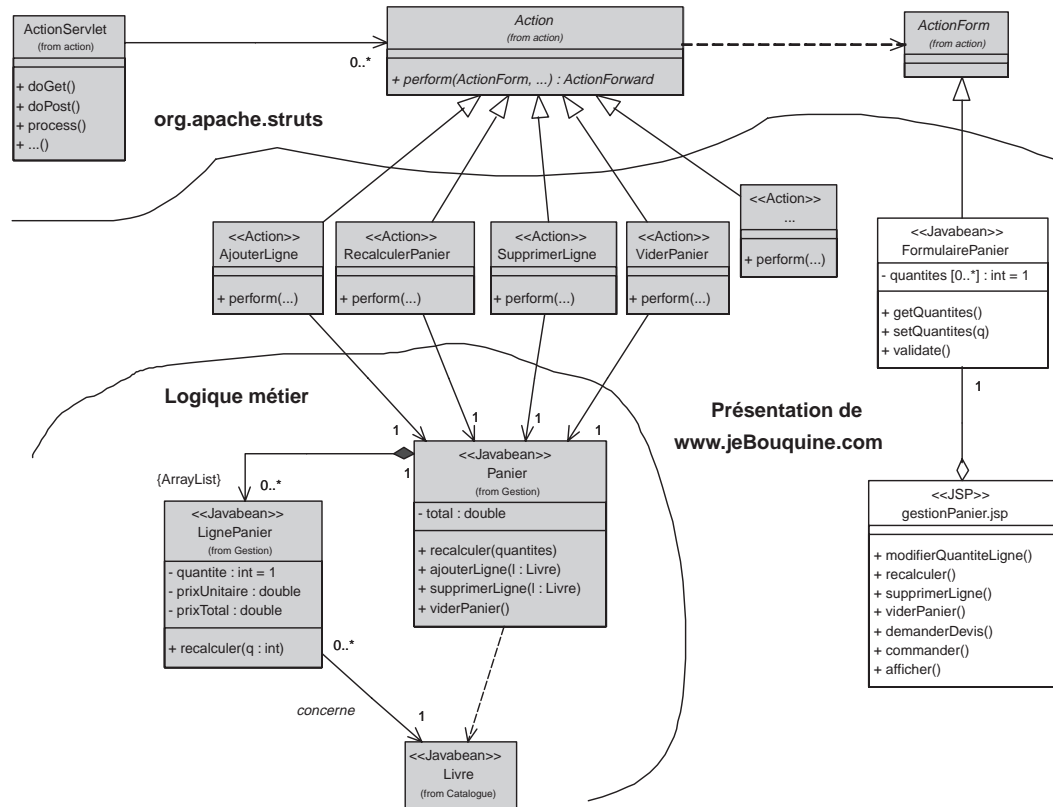 ActionServlet
(from action)
+ doGet()
+ doPost()
+ process()
+ ...()
0..*
Action
(from action)
+ perform(ActionForm, ...) : ActionForward
ActionForm
(from action)
org.apache.struts
<<Action>>
AjouterLigne
+ perform(...)
<<Action>>
RecalculerPanier
+ perform(...)
<<Action>>
SupprimerLigne
+ perform(...)
<<Action>>
ViderPanier
+ perform(...)
<<Action>>
...
+ perform(...)
<<Javabean>>
FormulairePanier
- quantites [0..*] : int = 1
+ getQuantites()
+ setQuantites(q)
+ validate()
1
Logique métier
Présentation de
www.jeBouquine.com
1
1
1
1
1
{ArrayList}
0..*
<<Javabean>>
Panier
(from Gestion)
- total : double
+ recalculer(quantites)
+ ajouterLigne(l : Livre)
+ supprimerLigne(l : Livre)
+ viderPanier()
<<Javabean>>
LignePanier
(from Gestion)
- quantite : int = 1
- prixUnitaire : double
- prixTotal : double
+ recalculer(q : int)
0..*
concerne
1
<<JSP>>
gestionPanier.jsp
+ modifierQuantiteLigne()
+ recalculer()
+ supprimerLigne()
+ viderPanier()
+ demanderDevis()
+ commander()
+ afficher()
<<Javabean>>
Livre
(from Catalogue)